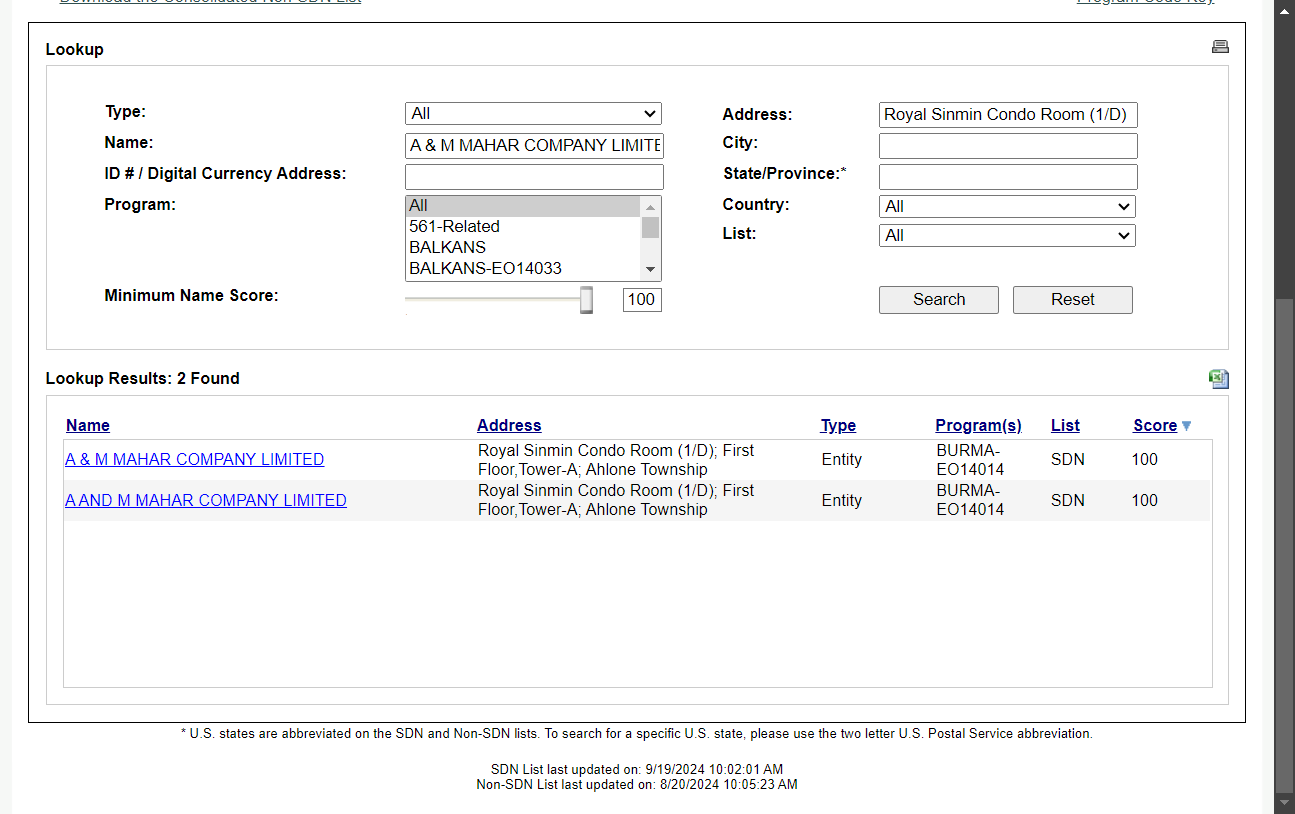 Download the Consolidated Non-SDN List Program Code Key
Lookup
Type: All Address: Royal Sinmin Condo Room (1/D)
Name: A & M MAHAR COMPANY LIMITE City:
ID # / Digital Currency Address: State/Province:*
Program: All Country: All
561-Related List: All
BALKANS
BALKANS-EO14033
Minimum Name Score: 100 Search Reset
Lookup Results: 2 Found
Name Address Type Program(s) List Score
A & M MAHAR COMPANY LIMITED Royal Sinmin Condo Room (1/D); First Floor,Tower-A; Ahlone Township Entity BURMA-EO14014 SDN 100
A AND M MAHAR COMPANY LIMITED Royal Sinmin Condo Room (1/D); First Floor,Tower-A; Ahlone Township Entity BURMA-EO14014 SDN 100
* U.S. states are abbreviated on the SDN and Non-SDN lists. To search for a specific U.S. state, please use the two letter U.S. Postal Service abbreviation.
SDN List last updated on: 9/19/2024 10:02:01 AM
Non-SDN List last updated on: 8/20/2024 10:05:23 AM